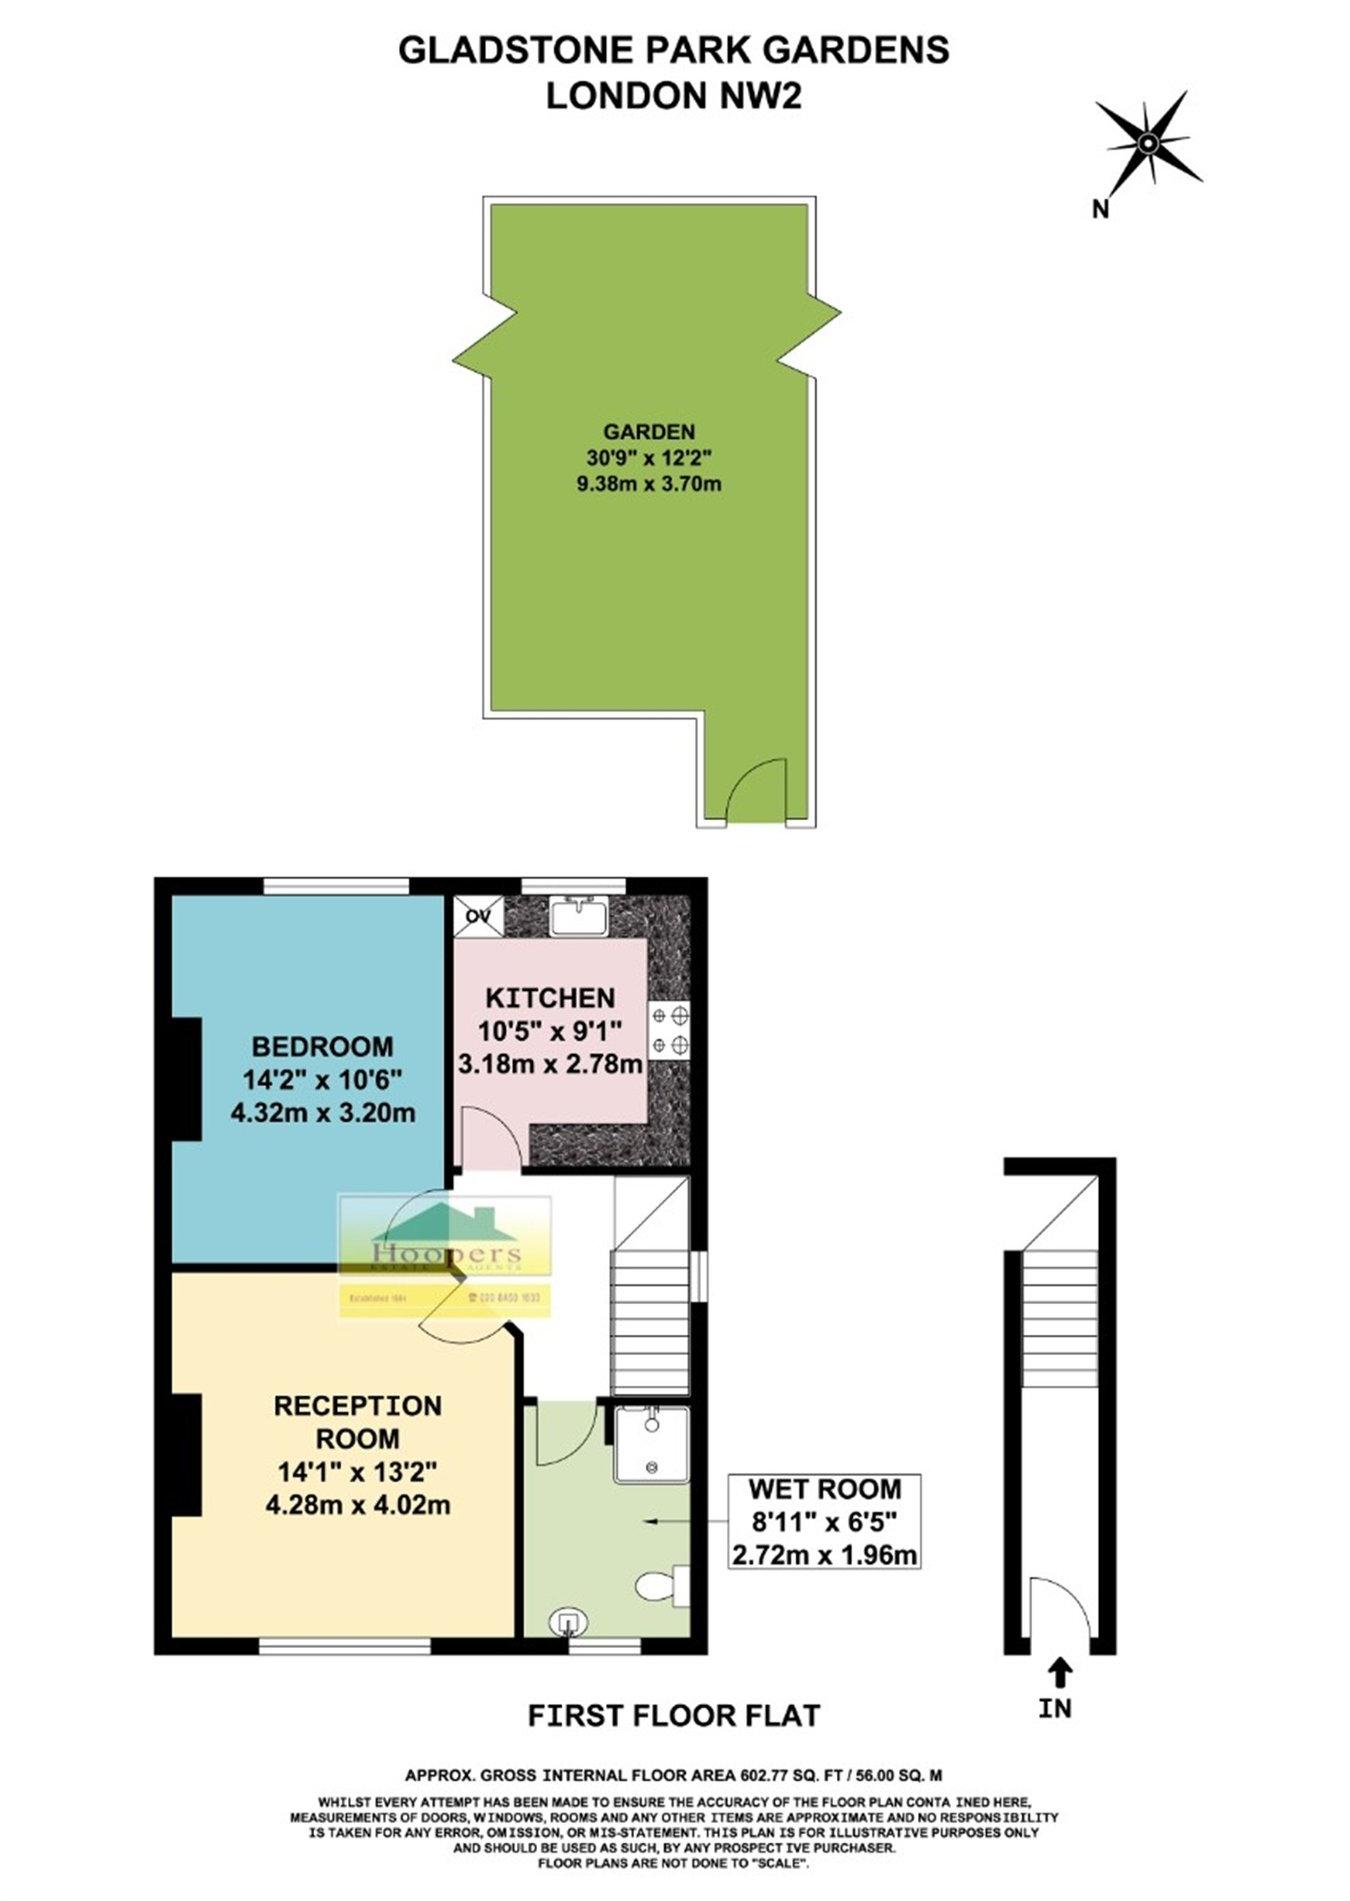 GLADSTONE PARK GARDENS
LONDON NW2
N
GARDEN
30'9" x 12'2"
9.38m x 3.70m
OV
KITCHEN
10'5" x 9'1"
3.18m x 2.78m
BEDROOM
14'2" x 10'6"
4.32m x 3.20m
Hoopers
ESTATE AGENTS
Established 1984 ☎ 020 8450 1633
RECEPTION
ROOM
14'1" x 13'2"
4.28m x 4.02m
WET ROOM
8'11" x 6'5"
2.72m x 1.96m
IN
FIRST FLOOR FLAT
APPROX. GROSS INTERNAL FLOOR AREA 602.77 SQ. FT / 56.00 SQ. M
WHILST EVERY ATTEMPT HAS BEEN MADE TO ENSURE THE ACCURACY OF THE FLOOR PLAN CONTA INED HERE,
MEASUREMENTS OF DOORS, WINDOWS, ROOMS AND ANY OTHER ITEMS ARE APPROXIMATE AND NO RESPONSIBILITY
IS TAKEN FOR ANY ERROR, OMISSION, OR MIS-STATEMENT. THIS PLAN IS FOR ILLUSTRATIVE PURPOSES ONLY
AND SHOULD BE USED AS SUCH, BY ANY PROSPECT IVE PURCHASER.
FLOOR PLANS ARE NOT DONE TO "SCALE".